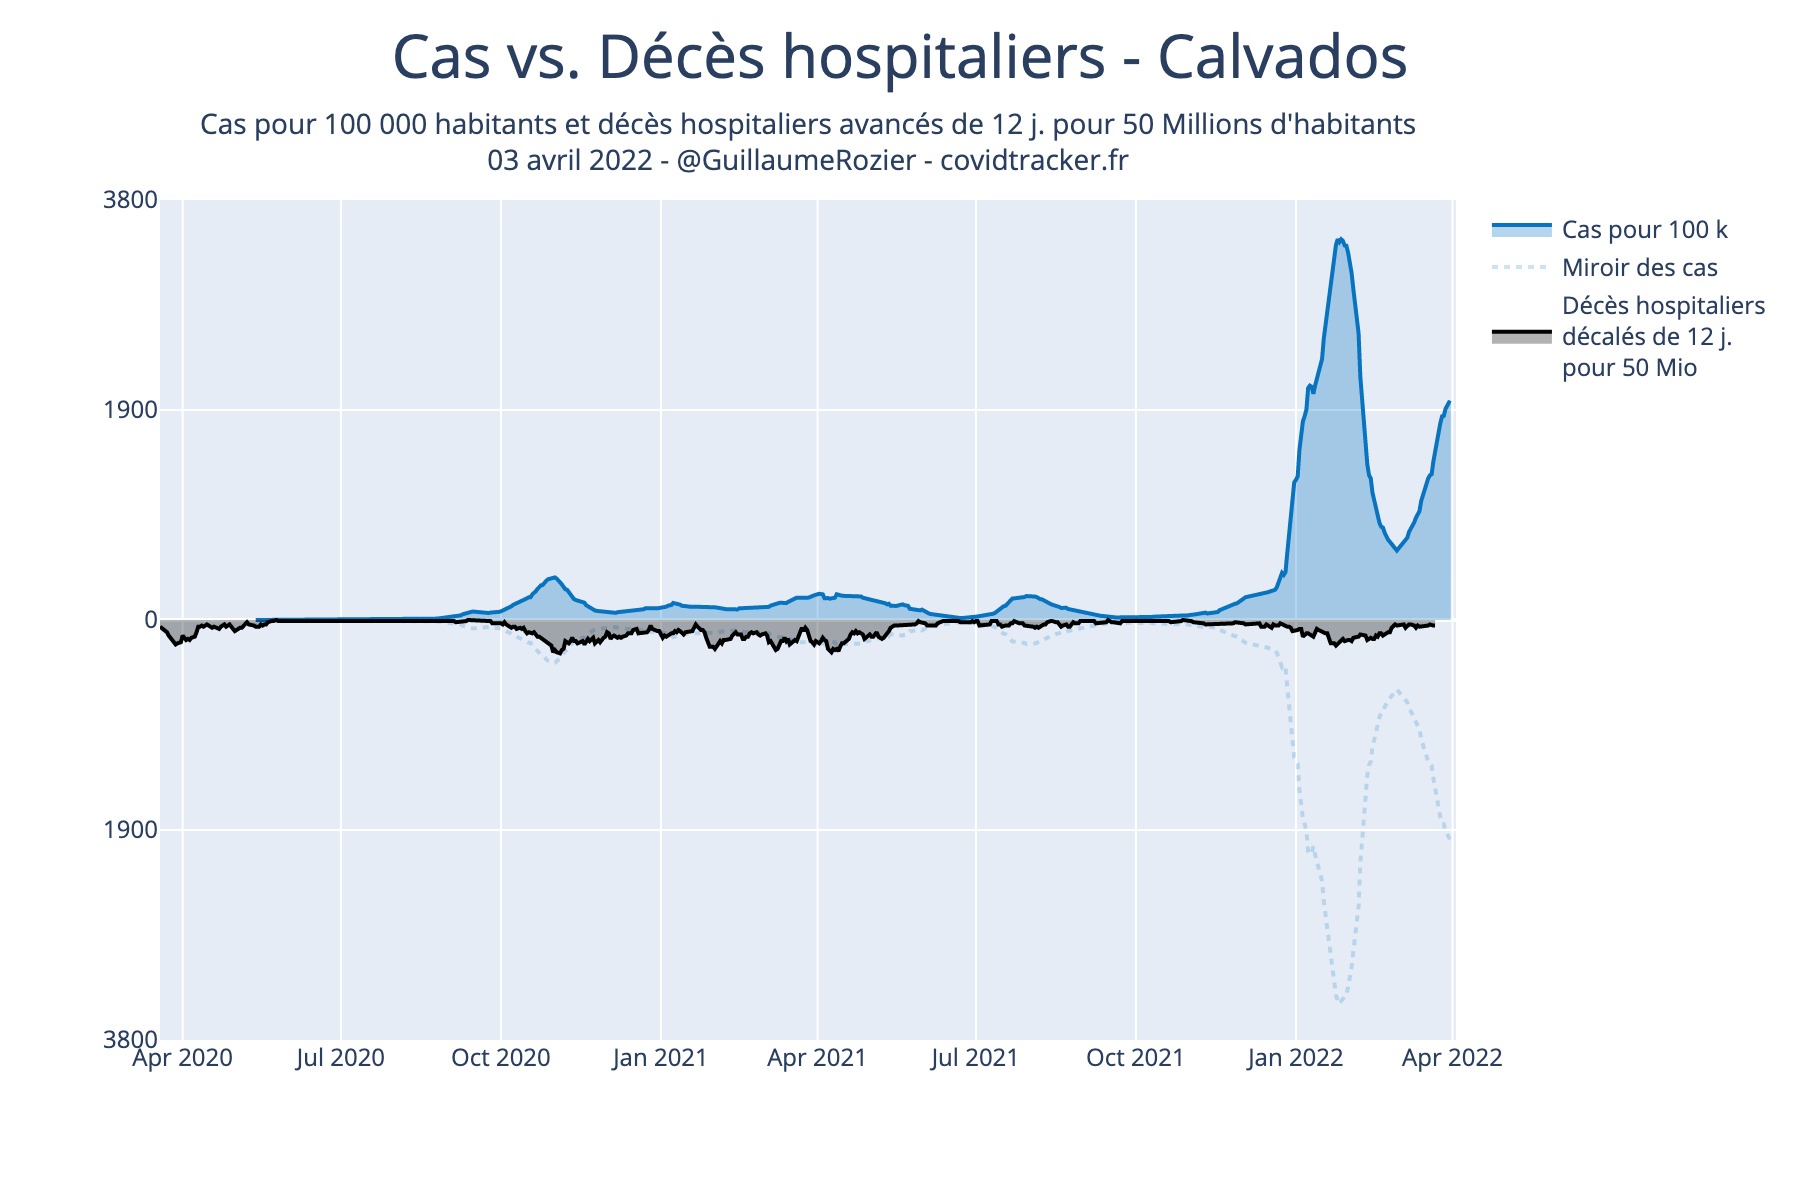 Cas vs. Décès hospitaliers - Calvados
Cas pour 100 000 habitants et décès hospitaliers avancés de 12 j. pour 50 Millions d'habitants
03 avril 2022 - @GuillaumeRozier - covidtracker.fr
3800
1900
0
1900
3800
Apr 2020
Jul 2020
Oct 2020
Jan 2021
Apr 2021
Jul 2021
Oct 2021
Jan 2022
Apr 2022
Cas pour 100 k
Miroir des cas
Décès hospitaliers
décalés de 12 j.
pour 50 Mio